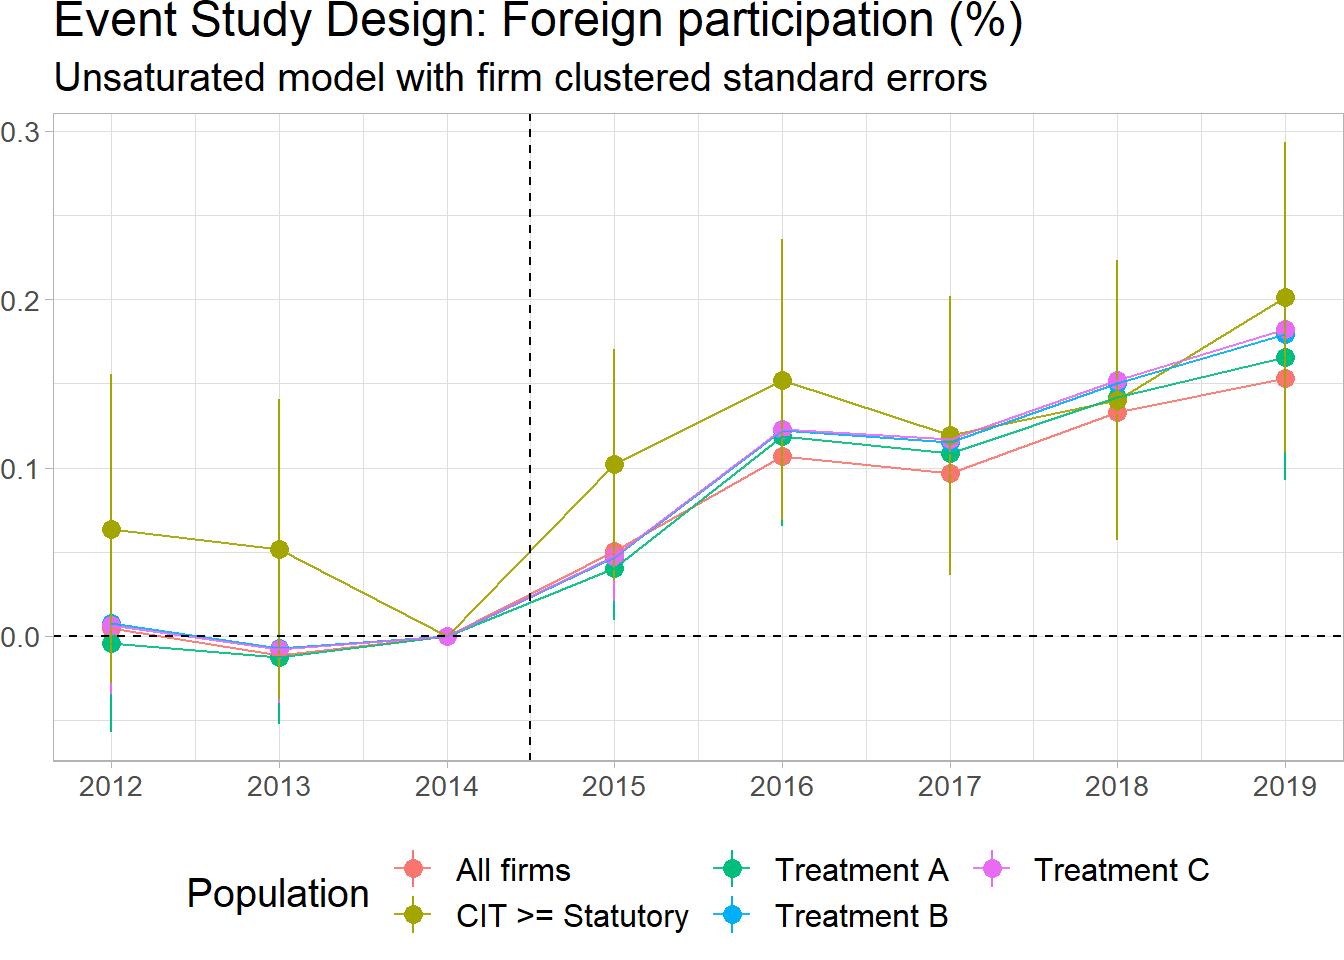 Event Study Design: Foreign participation (%)
Unsaturated model with firm clustered standard errors
0.3
0.2
0.1
0.0
2012 2013 2014 2015 2016 2017 2018 2019
Population
All firms
CIT >= Statutory
Treatment A
Treatment B
Treatment C